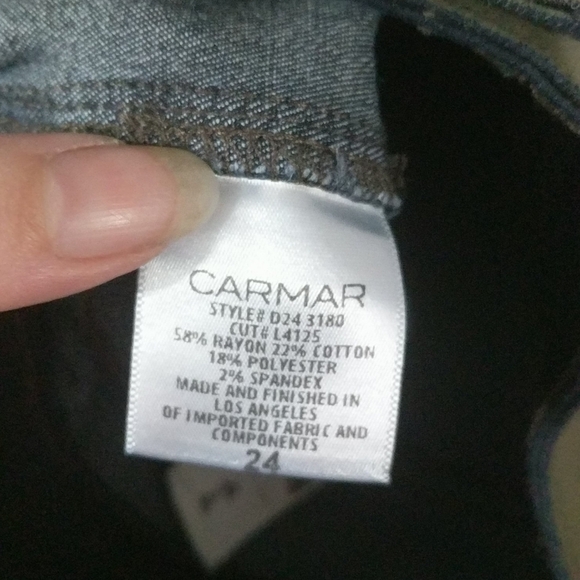 CARMAR
STYLE# D24 3180
CUT# L4125
58% RAYON 22% COTTON
18% POLYESTER
2% SPANDEX
MADE AND FINISHED IN
LOS ANGELES
OF IMPORTED FABRIC AND
COMPONENTS
24